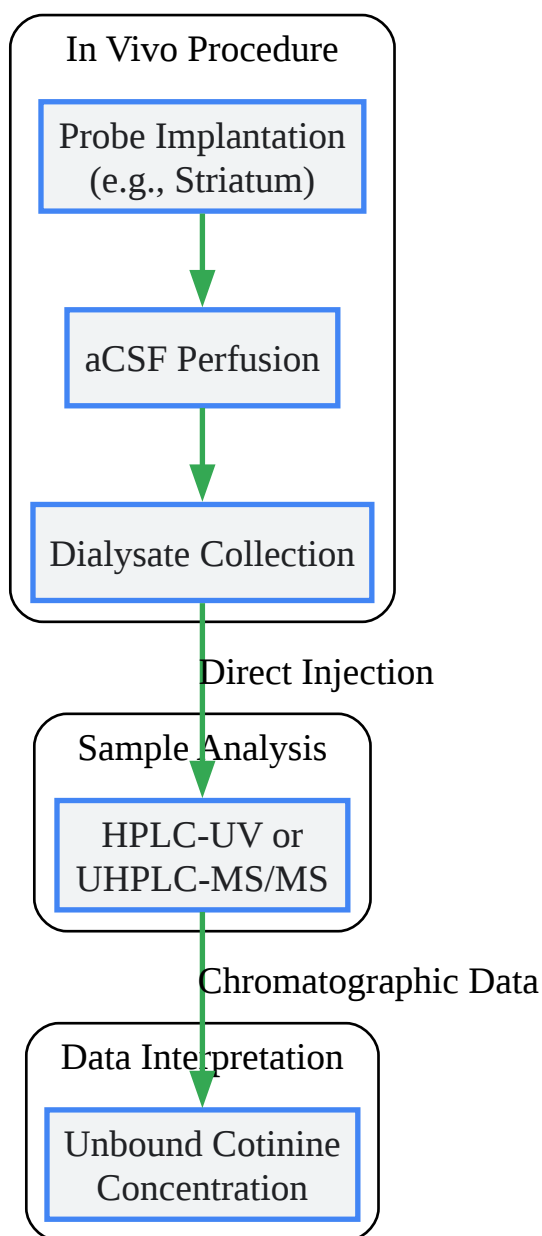 In Vivo Procedure
Probe Implantation
(e.g., Striatum)
aCSF Perfusion
Dialysate Collection
Direct Injection
Sample Analysis
HPLC-UV or
UHPLC-MS/MS
Chromatographic Data
Data Interpretation
Unbound Cotinine
Concentration